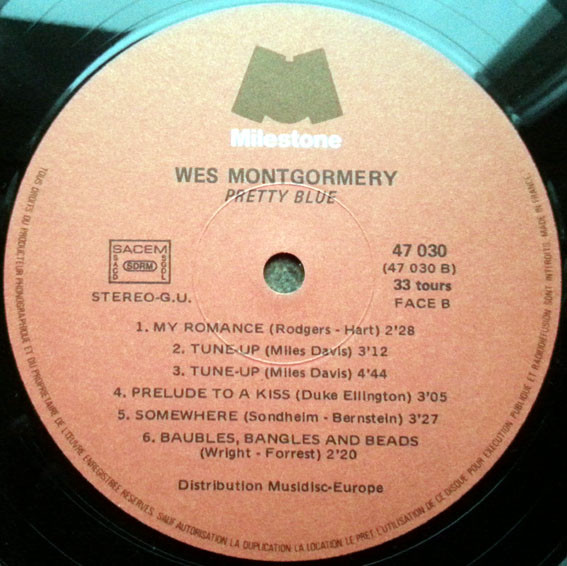 Milestone
WES MONTGORMERY
PRETTY BLUE
SACEM
SACD
SDRM
SGDL
STEREO-G.U.
47 030
(47 030 B)
33 tours
FACE B
1. MY ROMANCE (Rodgers - Hart) 2'28
2. TUNE-UP (Miles Davis) 3'12
3. TUNE-UP (Miles Davis) 4'44
4. PRELUDE TO A KISS (Duke Ellington) 3'05
5. SOMEWHERE (Sondheim - Bernstein) 3'27
6. BAUBLES, BANGLES AND BEADS
(Wright - Forrest) 2'20
Distribution Musidisc-Europe
TOUS DROITS DU PRODUCTEUR PHONOGRAPHIQUE ET DU PROPRIETAIRE DE L'OEUVRE ENREGISTREE RESERVES. SAUF AUTORISATION LA DUPLICATION LA LOCATION LE PRET L'UTILISATION DE CE DISQUE POUR EXECUTION PUBLIQUE ET RADIODIFFUSION SONT INTERDITS. MADE IN FRANCE.